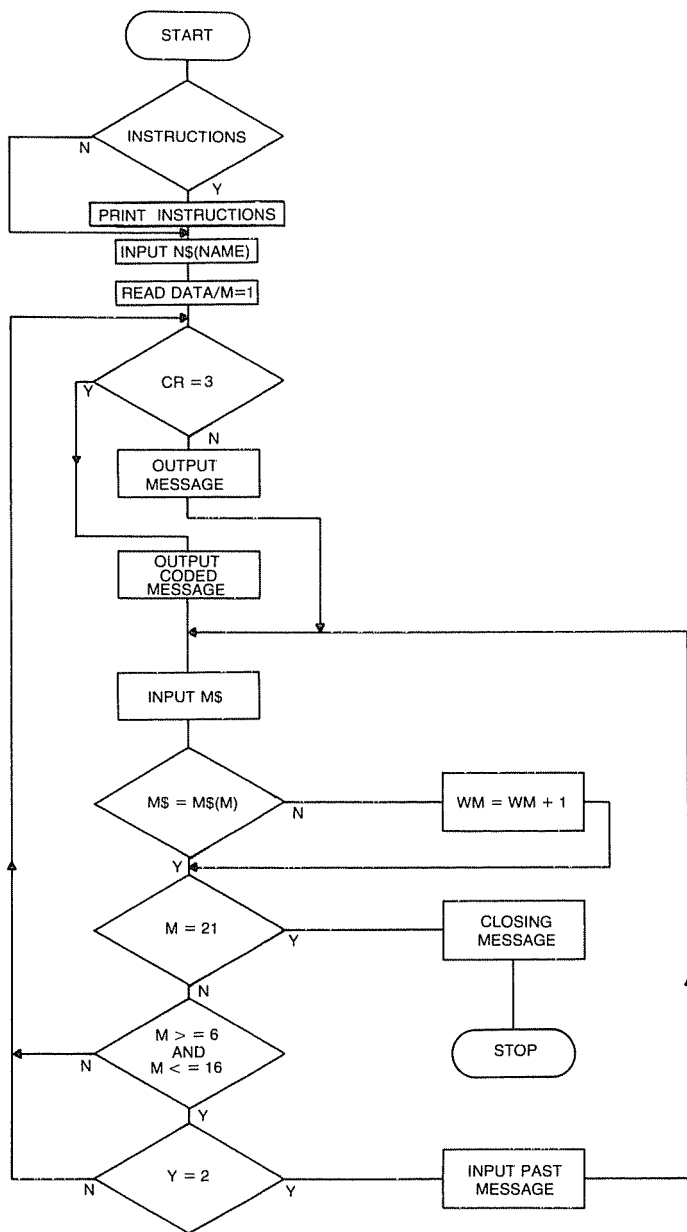 START
INSTRUCTIONS
N
Y
PRINT INSTRUCTIONS
INPUT N$(NAME)
READ DATA/M=1
CR = 3
Y
N
OUTPUT
MESSAGE
OUTPUT
CODED
MESSAGE
INPUT M$
M$ = M$(M)
N
WM = WM + 1
Y
M = 21
Y
CLOSING
MESSAGE
N
M > = 6
AND
M < = 16
N
STOP
Y
Y = 2
N
Y
INPUT PAST
MESSAGE